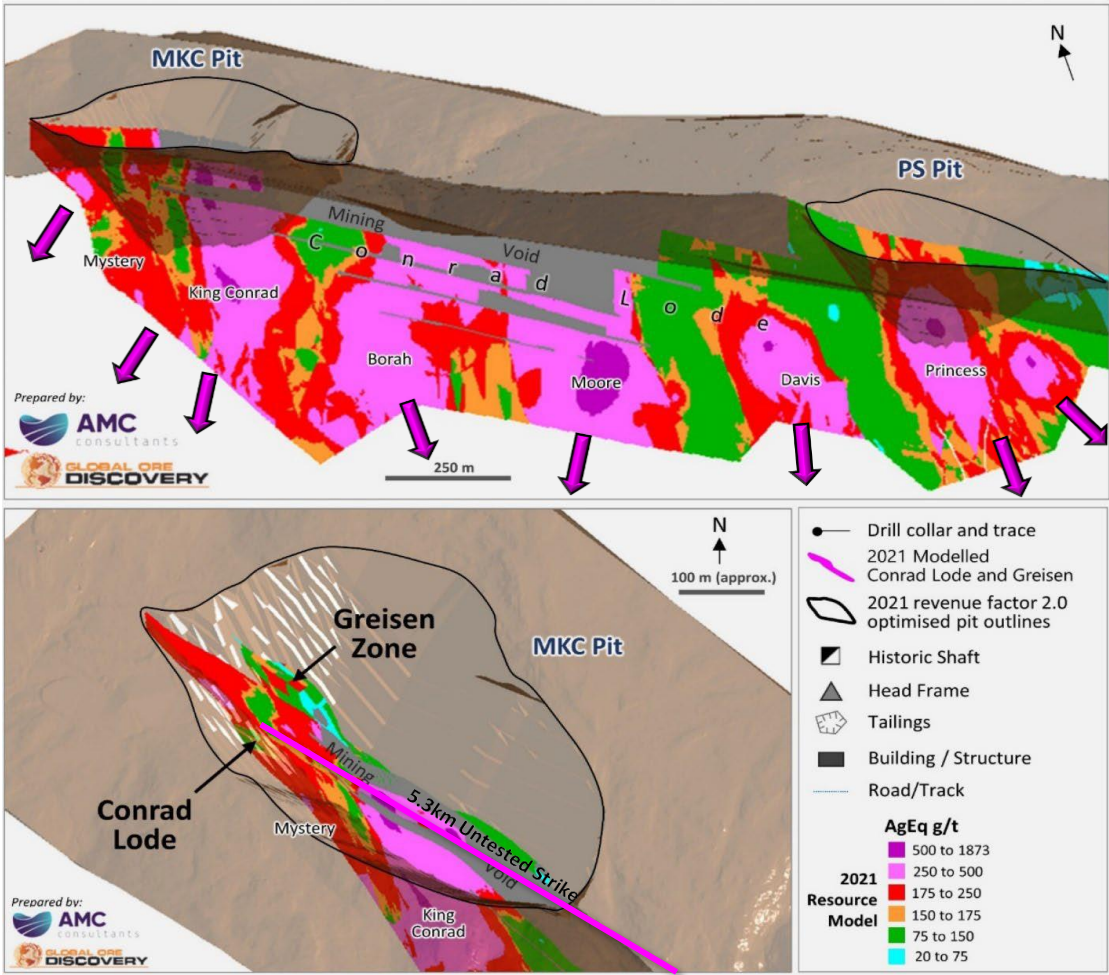 MKC Pit
N
PS Pit
Mining
Void
Conrad Lode
Mystery
King Conrad
Borah
Moore
Davis
Princess
Prepared by:
AMC
consultants
GLOBAL ORE
DISCOVERY
250 m
N
100 m (approx.)
Greisen
Zone
MKC Pit
Mining
5.3km Untested Strike
Void
Conrad
Lode
Mystery
King
Conrad
Prepared by:
AMC
consultants
GLOBAL ORE
DISCOVERY
Drill collar and trace
2021 Modelled
Conrad Lode and Greisen
2021 revenue factor 2.0
optimised pit outlines
Historic Shaft
Head Frame
Tailings
Building / Structure
Road/Track
AgEq g/t
2021
Resource
Model
500 to 1873
250 to 500
175 to 250
150 to 175
75 to 150
20 to 75